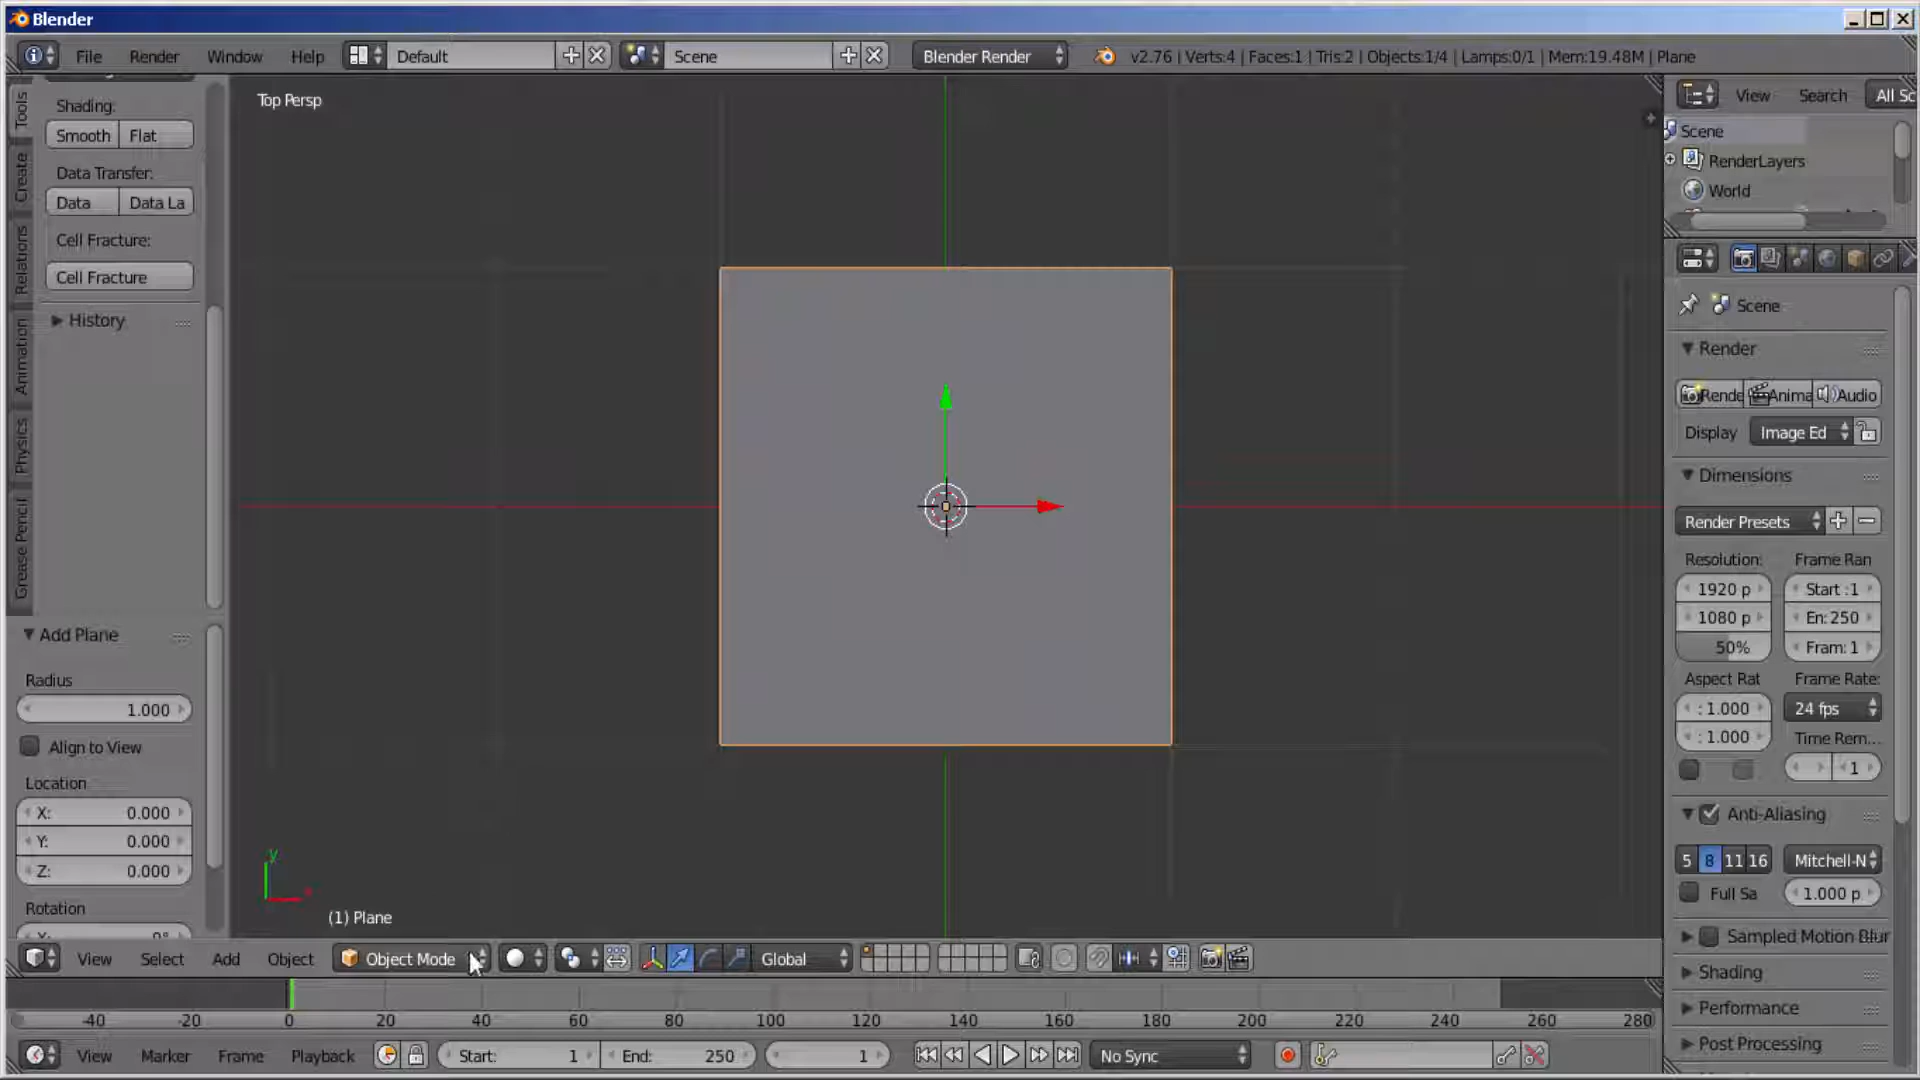 Blender
File Render Window Help Default Scene Blender Render v2.76 | Verts:4 | Faces:1 | Tris:2 | Objects:1/4 | Lamps:0/1 | Mem:19.48M | Plane
Tools
Create
Relations
Animation
Physics
Grease Pencil
Shading:
Smooth Flat
Data Transfer:
Data Data La
Cell Fracture:
Cell Fracture
History
Add Plane
Radius
1.000
Align to View
Location
X: 0.000
Y: 0.000
Z: 0.000
Rotation
Top Persp
y
(1) Plane
View Search All Sc
Scene
RenderLayers
World
Scene
Render
Rende Anima Audio
Display Image Ed
Dimensions
Render Presets
Resolution: Frame Ran
1920 p Start :1
1080 p En: 250
50% Fram: 1
Aspect Rat Frame Rate:
: 1.000 24 fps
: 1.000 Time Rem...
1
Anti-Aliasing
5 8 11 16 Mitchell-N
Full Sa 1.000 p
Sampled Motion Blur
Shading
Performance
Post Processing
View Select Add Object Object Mode Global
-40 -20 0 20 40 60 80 100 120 140 160 180 200 220 240 260 280
View Marker Frame Playback Start: 1 End: 250 1 No Sync